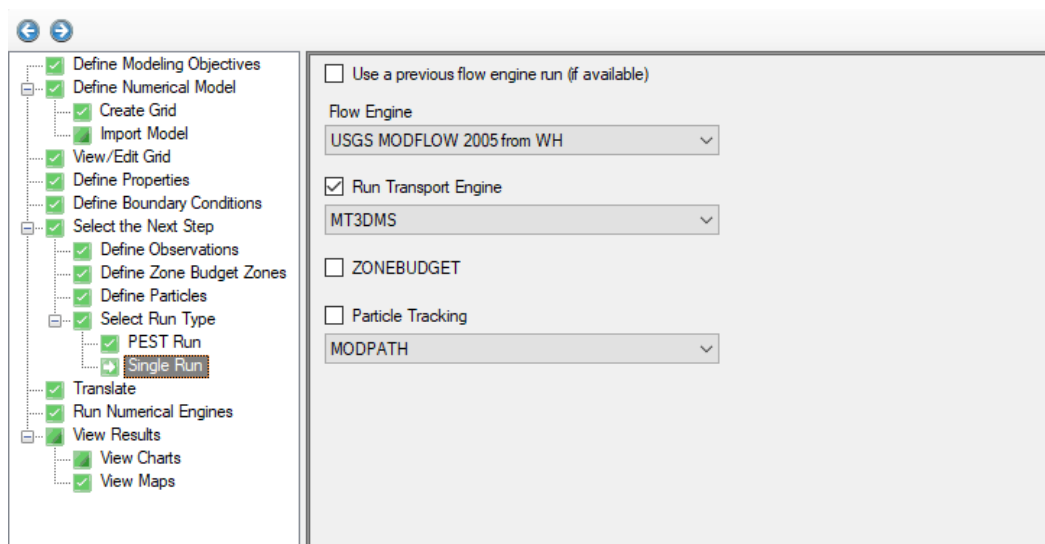 Define Modeling Objectives
Define Numerical Model
Create Grid
Import Model
View/Edit Grid
Define Properties
Define Boundary Conditions
Select the Next Step
Define Observations
Define Zone Budget Zones
Define Particles
Select Run Type
PEST Run
Single Run
Translate
Run Numerical Engines
View Results
View Charts
View Maps
Use a previous flow engine run (if available)
Flow Engine
USGS MODFLOW 2005 from WH
Run Transport Engine
MT3DMS
ZONEBUDGET
Particle Tracking
MODPATH